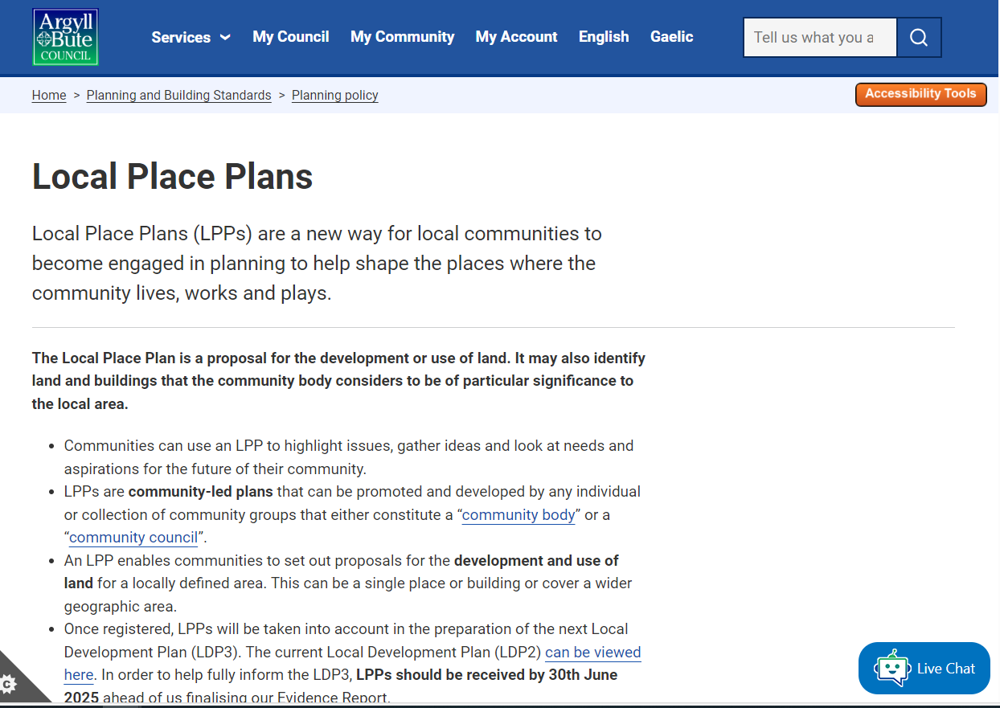 Argyll
Bute
COUNCIL
Services
My Council
My Community
My Account
English
Gaelic
Tell us what you a
Home > Planning and Building Standards > Planning policy
Accessibility Tools
Local Place Plans
Local Place Plans (LPPs) are a new way for local communities to
become engaged in planning to help shape the places where the
community lives, works and plays.
The Local Place Plan is a proposal for the development or use of land. It may also identify
land and buildings that the community body considers to be of particular significance to
the local area.
• Communities can use an LPP to highlight issues, gather ideas and look at needs and
aspirations for the future of their community.
• LPPs are community-led plans that can be promoted and developed by any individual
or collection of community groups that either constitute a “community body” or a
“community council”.
• An LPP enables communities to set out proposals for the development and use of
land for a locally defined area. This can be a single place or building or cover a wider
geographic area.
• Once registered, LPPs will be taken into account in the preparation of the next Local
Development Plan (LDP3). The current Local Development Plan (LDP2) can be viewed
here. In order to help fully inform the LDP3, LPPs should be received by 30th June
2025 ahead of us finalising our Evidence Report.
Live Chat